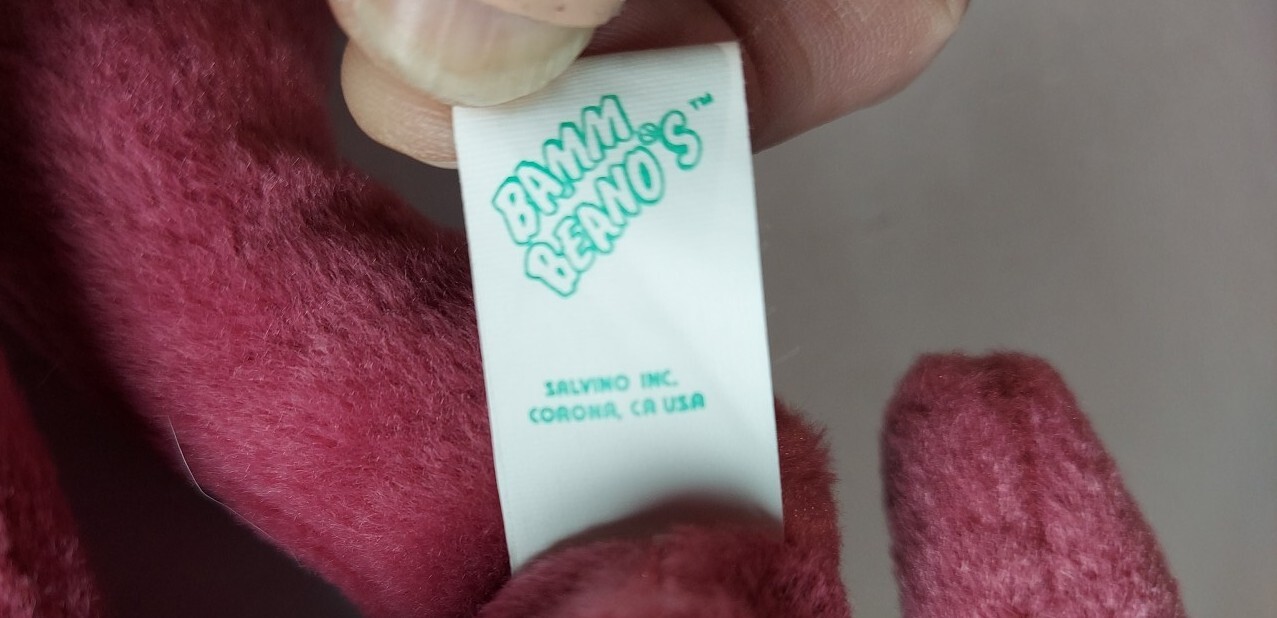 BAMM
BEANO'S™
SALVINO INC.
CORONA, CA USA